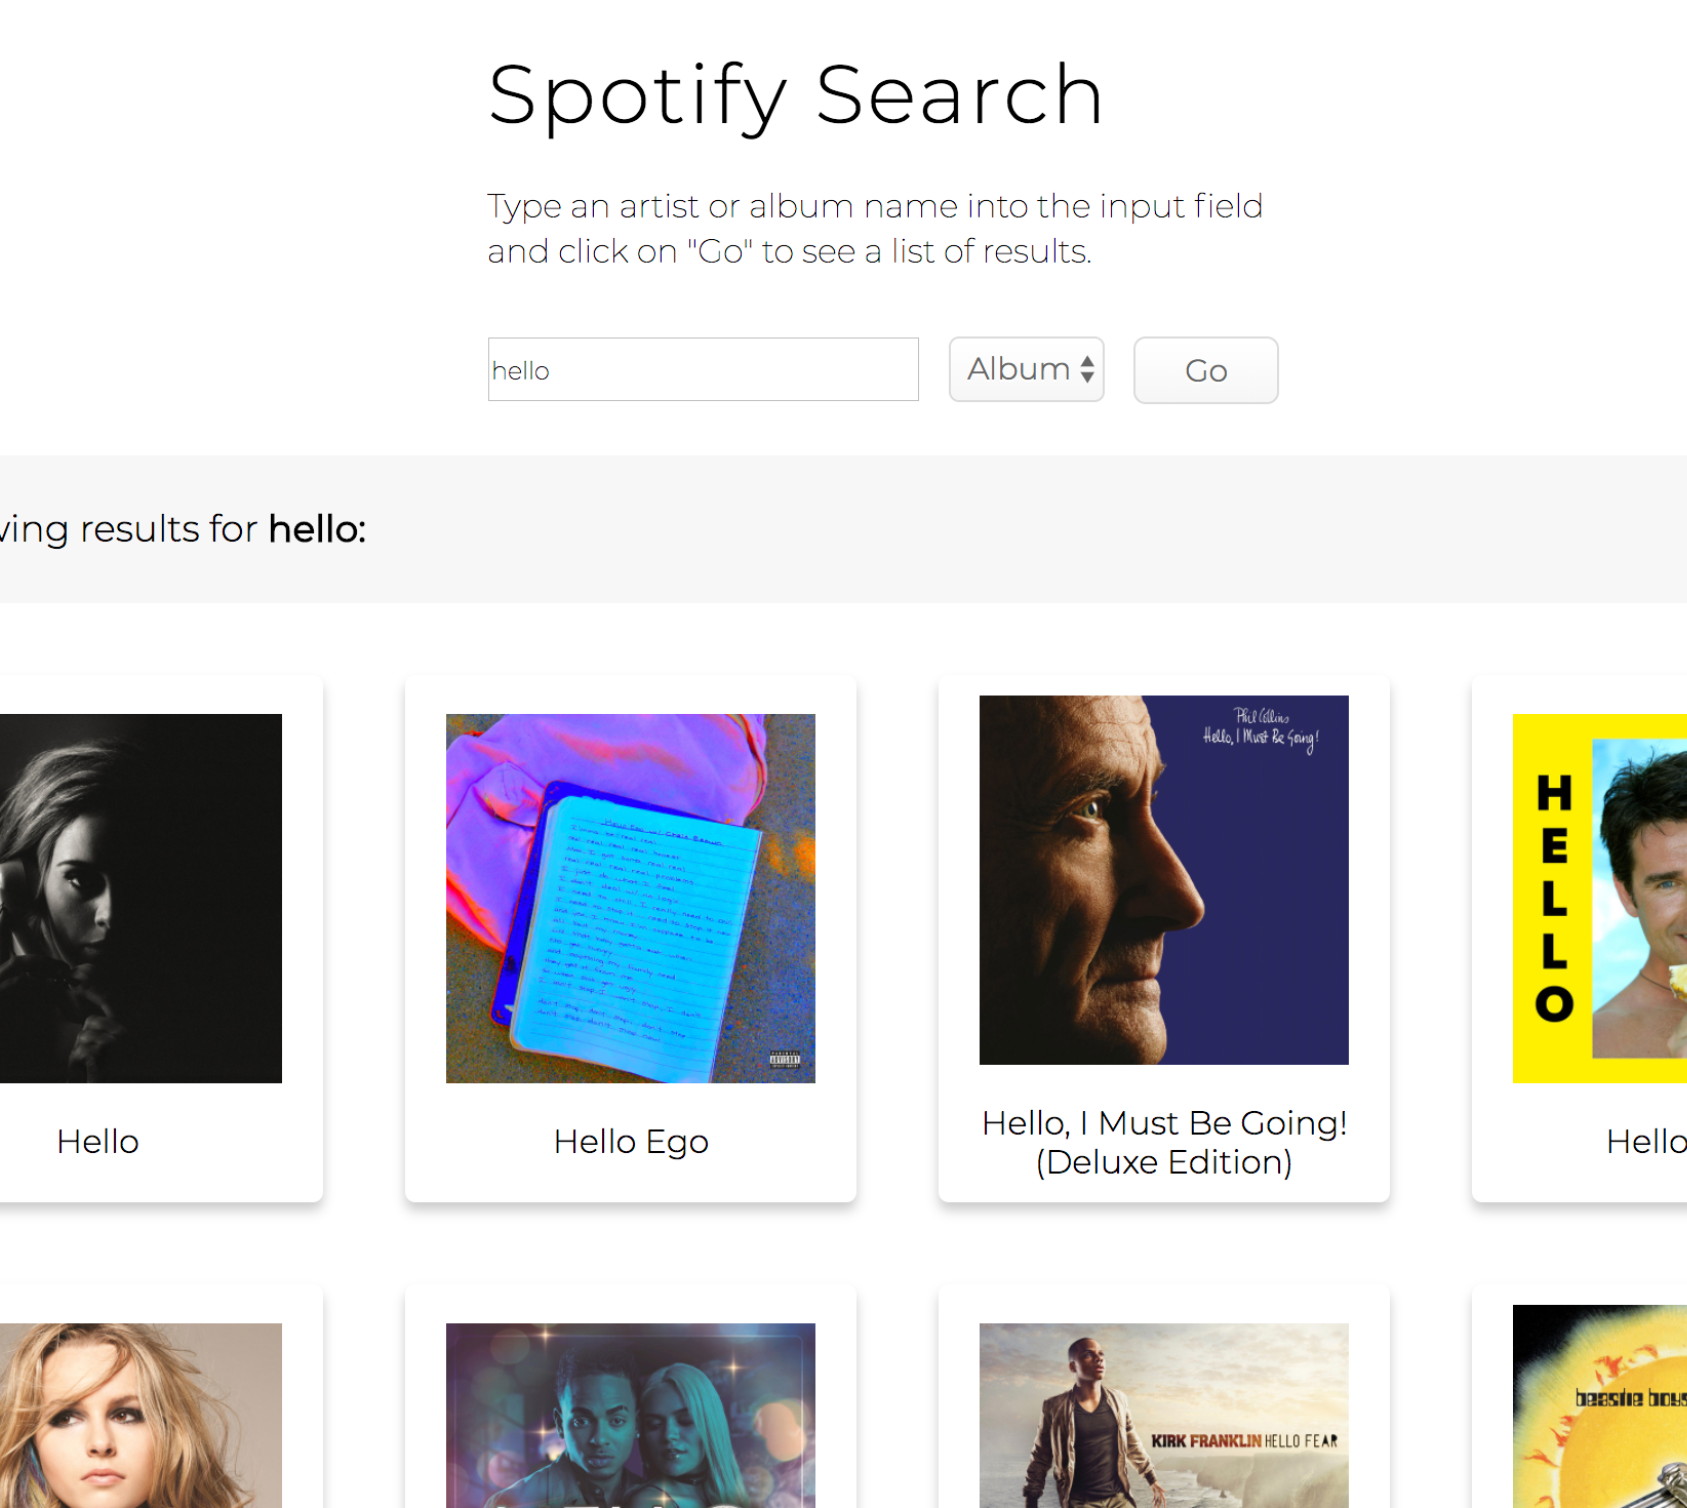 Spotify Search
Type an artist or album name into the input field
and click on "Go" to see a list of results.
hello
Album
Go
ving results for hello:
Phil Collins
Hello, I Must Be Going!
HELLO
Hello
Hello Ego
Hello, I Must Be Going!
(Deluxe Edition)
Hello
KIRK FRANKLIN HELLO FEAR
beastie boys